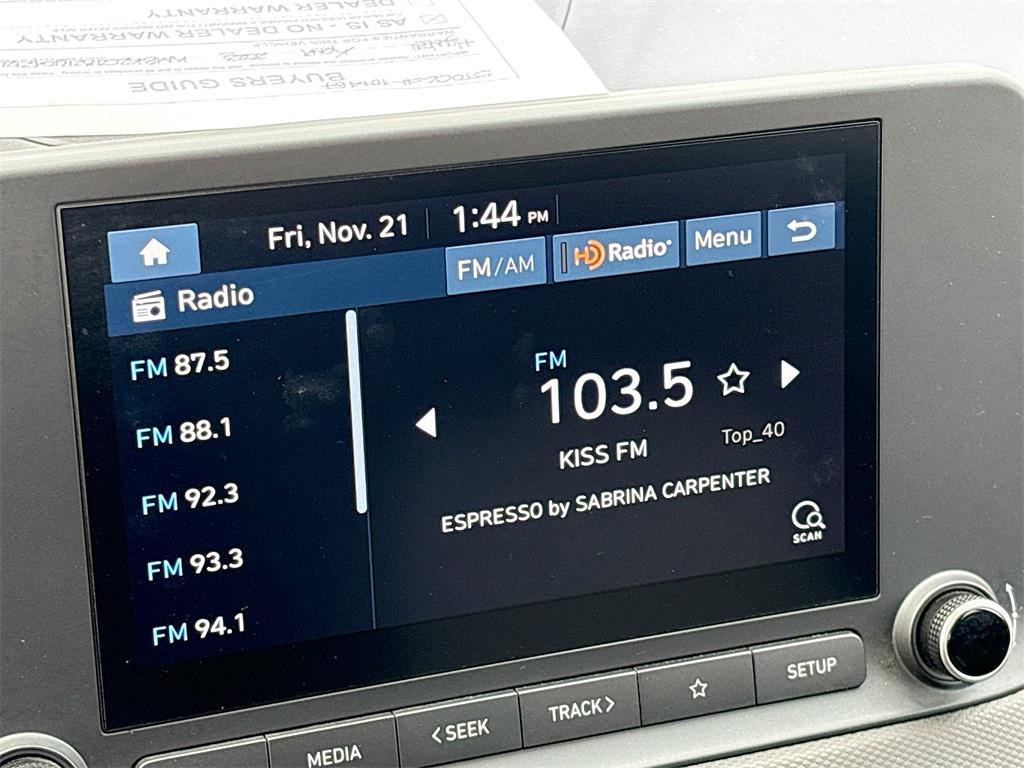 BUYERS GUIDE
AS IS - NO DEALER WARRANTY
DEALER WARRANTY
Fri, Nov. 21
1:44 PM
FM/AM
HD Radio
Menu
Radio
FM 87.5
FM 88.1
FM 92.3
FM 93.3
FM 94.1
FM
103.5
KISS FM
Top_40
ESPRESSO by SABRINA CARPENTER
SCAN
MEDIA
< SEEK
TRACK >
SETUP